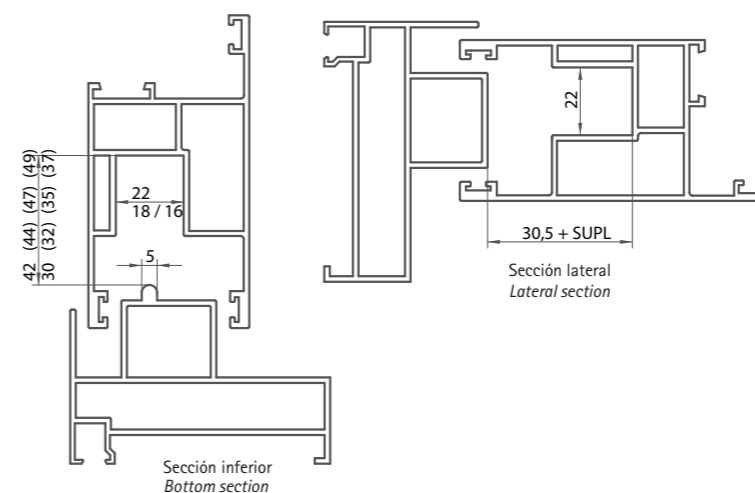 42 (44) (47) (49)
30 (32) (35) (37)
22
18 / 16
5
Sección inferior
Bottom section
22
30,5 + SUPL
Sección lateral
Lateral section